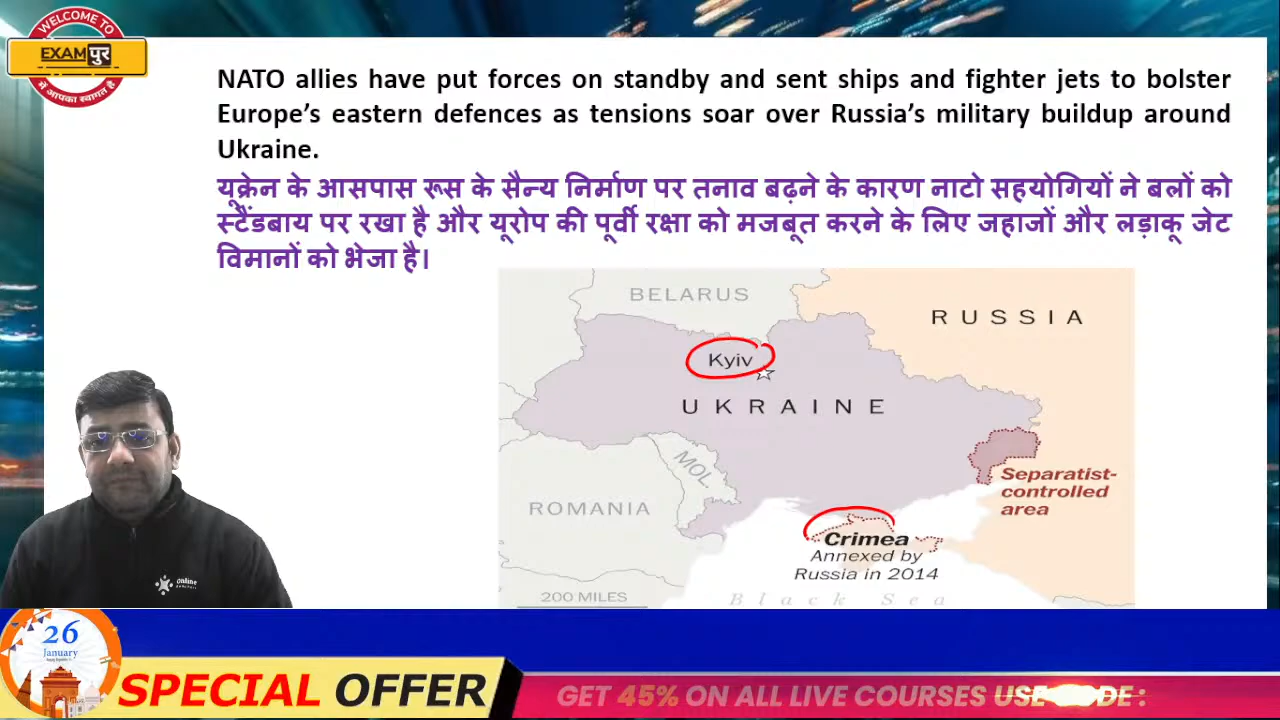 WELCOME TO
EXAMपुर
में आपका स्वागत है
NATO allies have put forces on standby and sent ships and fighter jets to bolster
Europe’s eastern defences as tensions soar over Russia’s military buildup around
Ukraine.
यूक्रेन के आसपास रूस के सैन्य निर्माण पर तनाव बढ़ने के कारण नाटो सहयोगियों ने बलों को
स्टैंडबाय पर रखा है और यूरोप की पूर्वी रक्षा को मजबूत करने के लिए जहाजों और लड़ाकू जेट
विमानों को भेजा है।
BELARUS
RUSSIA
Kyiv
UKRAINE
MOL.
Separatist-
controlled
area
ROMANIA
Crimea
Annexed by
Russia in 2014
200 MILES
Black Sea
Online
26
January
SPECIAL OFFER
GET 45% ON ALL LIVE COURSES USE CODE :